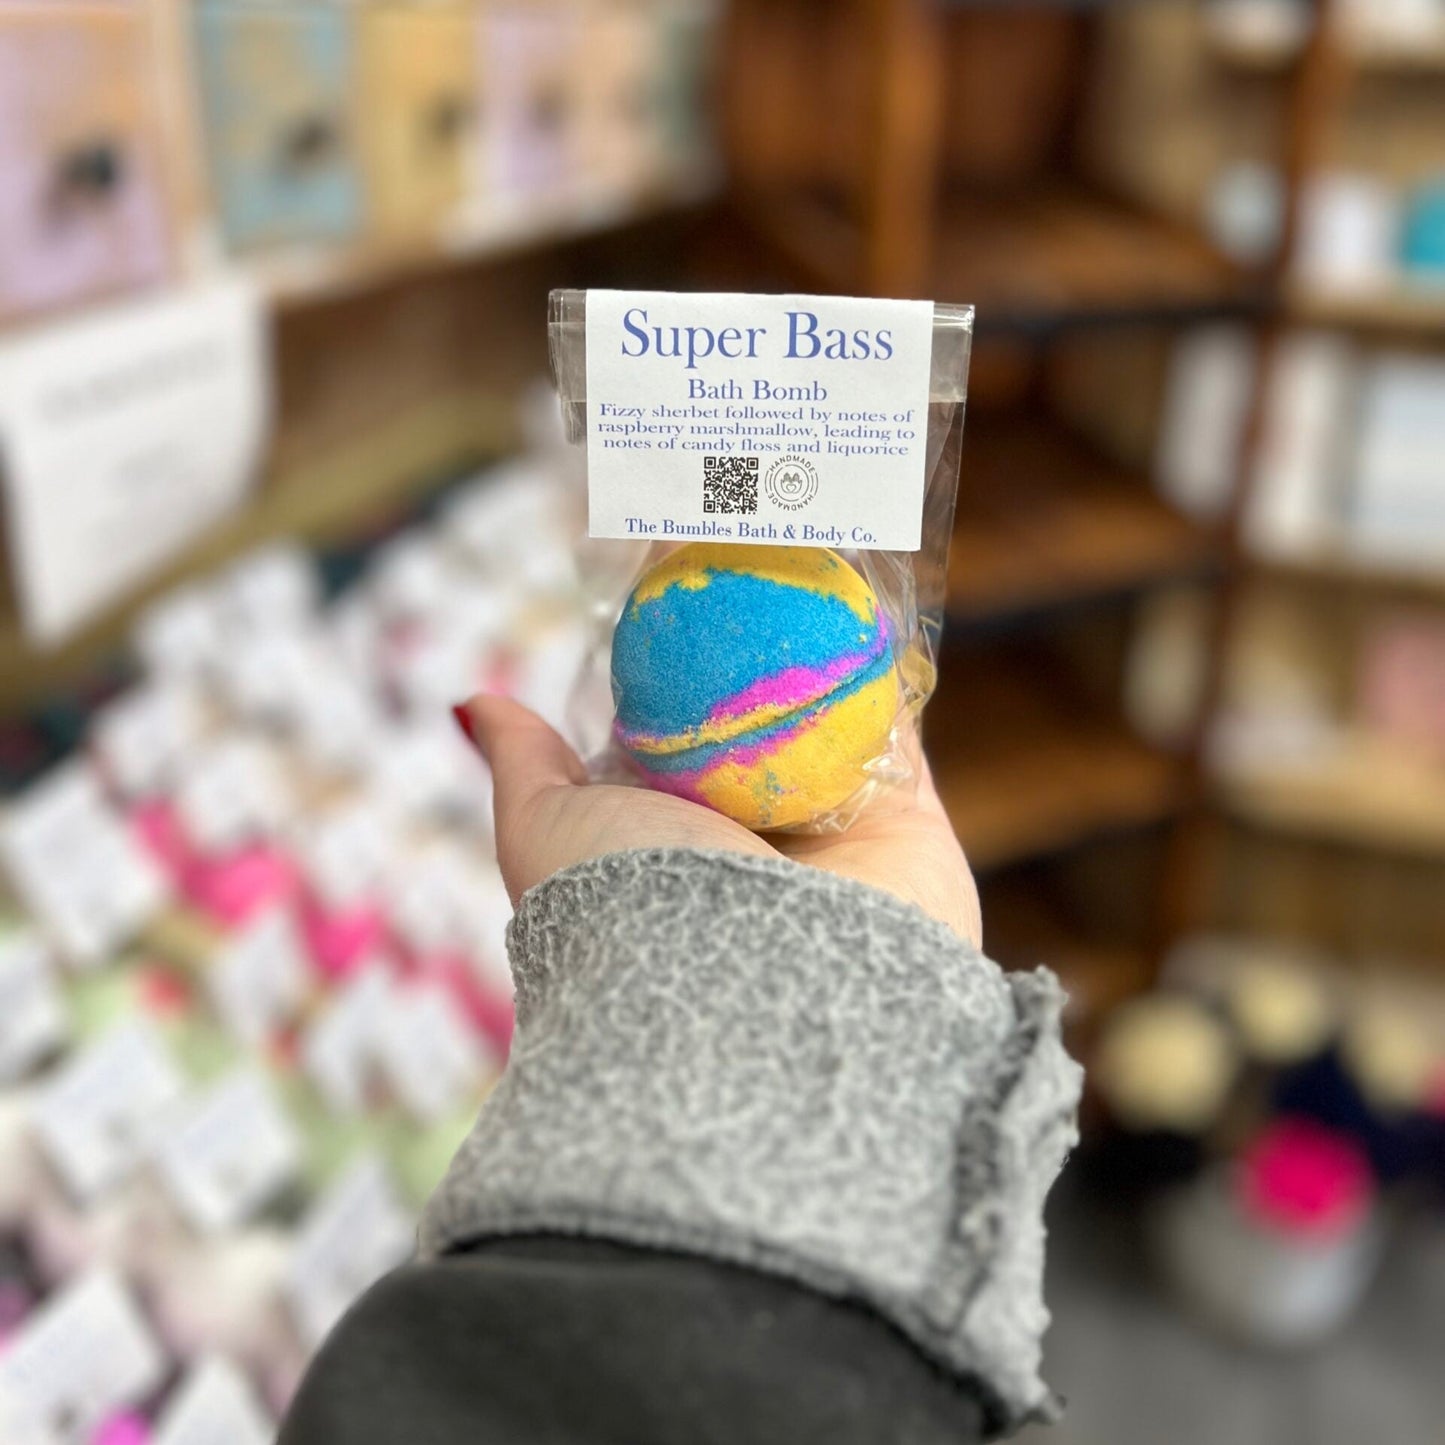 Super Bass
Bath Bomb
Fizzy sherbet followed by notes of
raspberry marshmallow, leading to
notes of candy floss and liquorice
HANDMADE
HANDMADE
The Bumbles Bath & Body Co.